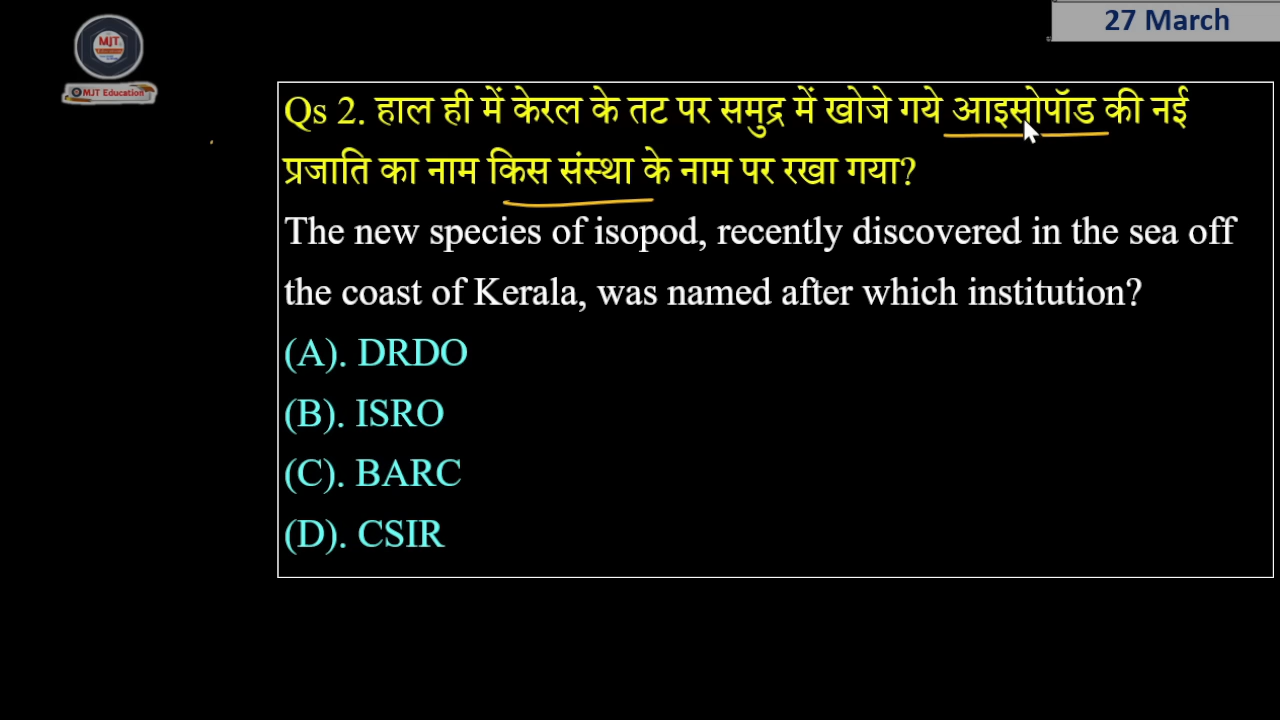 27 March
MJT
MJT Education
Qs 2. हाल ही में केरल के तट पर समुद्र में खोजे गये आइसोपॉड की नई
प्रजाति का नाम किस संस्था के नाम पर रखा गया?
The new species of isopod, recently discovered in the sea off
the coast of Kerala, was named after which institution?
(A). DRDO
(B). ISRO
(C). BARC
(D). CSIR